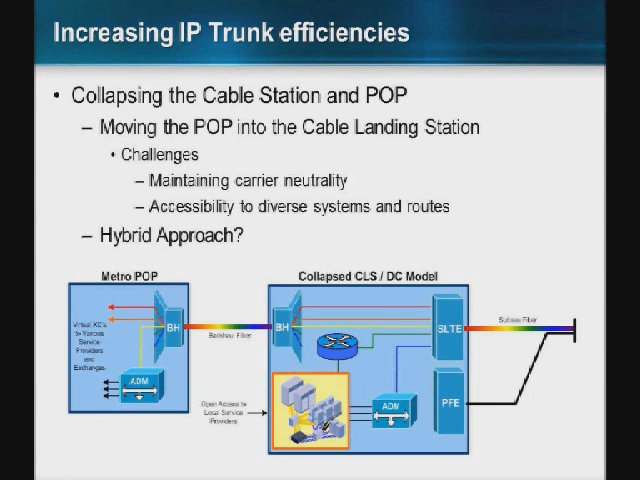 Increasing IP Trunk efficiencies
• Collapsing the Cable Station and POP
– Moving the POP into the Cable Landing Station
• Challenges
– Maintaining carrier neutrality
– Accessibility to diverse systems and routes
– Hybrid Approach?
Metro POP
Collapsed CLS / DC Model
Virtual XC's
to Various
Service
Providers
and
Exchanges.
BH
ADM
Backhaul Fiber
BH
SLTE
Subsea Fiber
Open Access to
Local Service
Providers
ADM
PFE